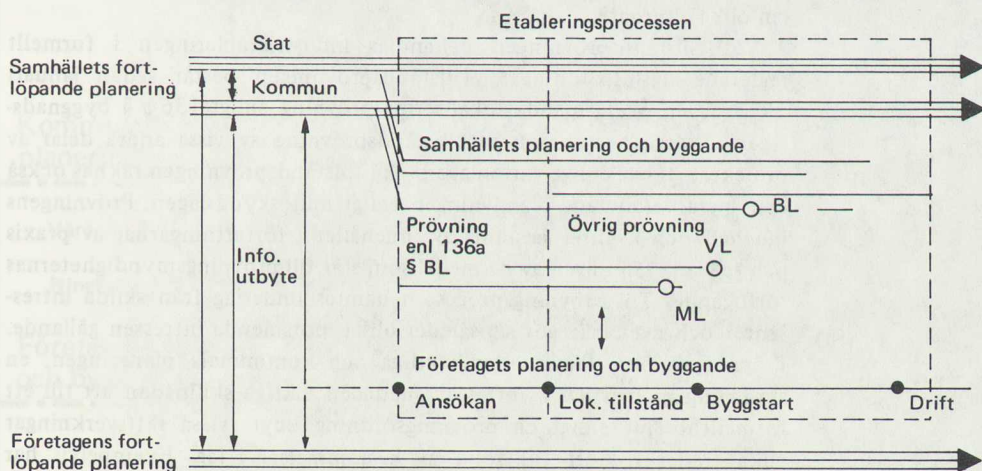 Etableringsprocessen
Stat
Samhällets fort-
löpande planering
Kommun
Samhällets planering och byggande
BL
Prövning
enl 136a
§ BL
Övrig prövning
VL
Info.
utbyte
ML
Företagets planering och byggande
Ansökan
Lok. tillstånd
Byggstart
Drift
Företagens fort-
löpande planering